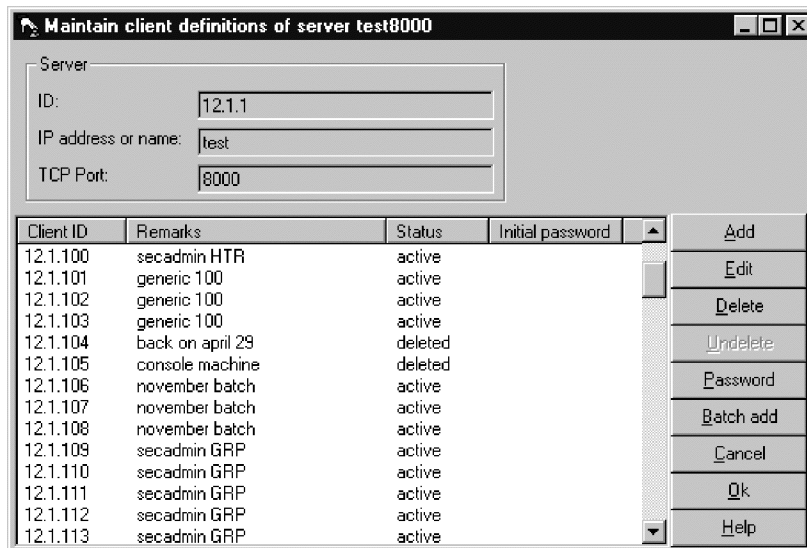 Maintain client definitions of server test8000
Server
ID: 12.1.1
IP address or name: test
TCP Port: 8000
Client ID Remarks Status Initial password
12.1.100 secadmin HTR active
12.1.101 generic 100 active
12.1.102 generic 100 active
12.1.103 generic 100 active
12.1.104 back on april 29 deleted
12.1.105 console machine deleted
12.1.106 november batch active
12.1.107 november batch active
12.1.108 november batch active
12.1.109 secadmin GRP active
12.1.110 secadmin GRP active
12.1.111 secadmin GRP active
12.1.112 secadmin GRP active
12.1.113 secadmin GRP active
Add
Edit
Delete
Undelete
Password
Batch add
Cancel
Ok
Help